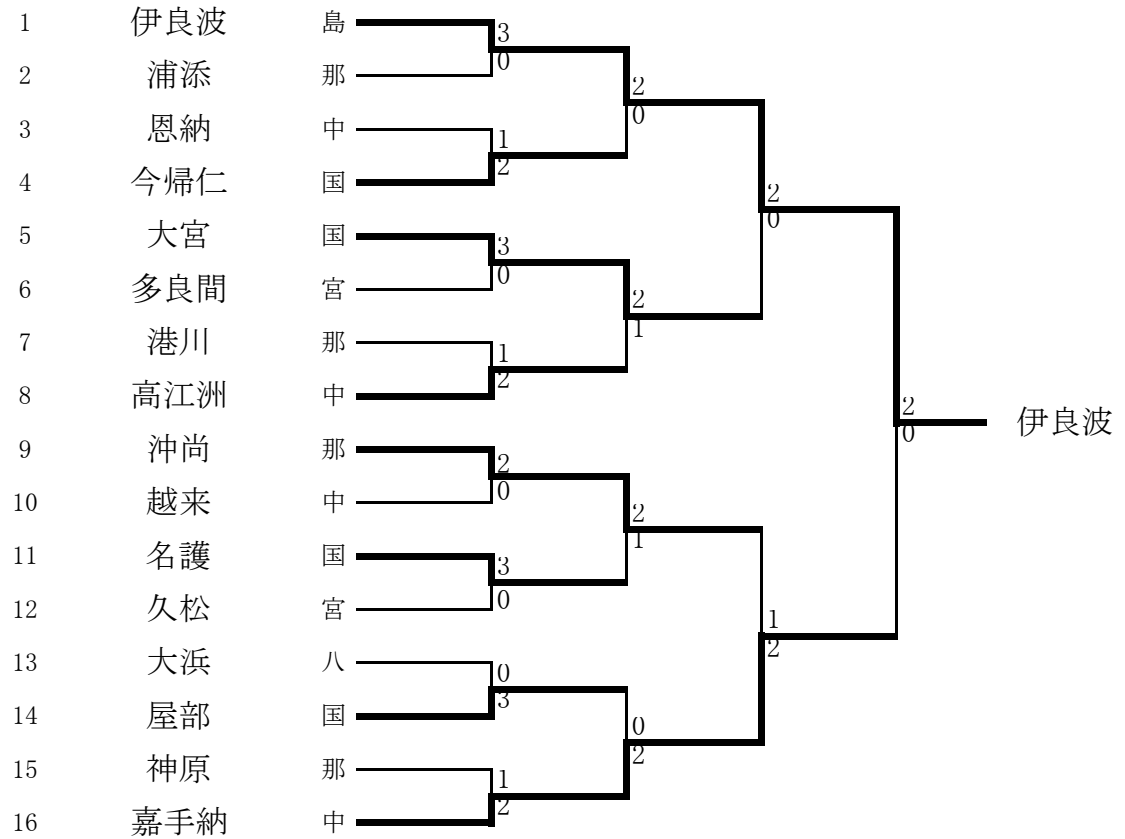 1 伊良波 島
3
0
2 浦添 那
2
0
3 恩納 中
1
2
4 今帰仁 国
2
0
5 大宮 国
3
0
6 多良間 宮
2
1
7 港川 那
1
2
8 高江洲 中
2
0
伊良波
9 沖尚 那
2
0
10 越来 中
2
1
11 名護 国
3
0
12 久松 宮
1
2
13 大浜 八
0
3
14 屋部 国
0
2
15 神原 那
1
2
16 嘉手納 中